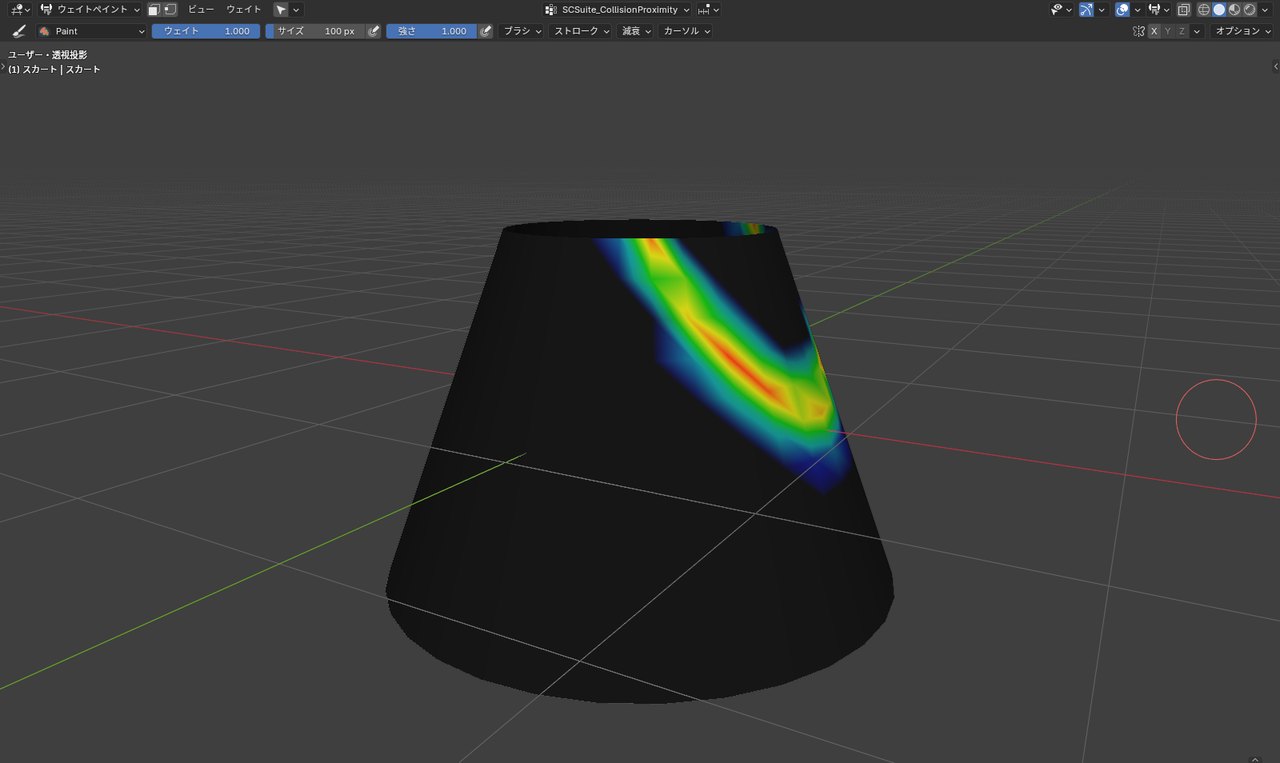 ウェイトペイント ビュー ウェイト SCSuite_CollisionProximity
Paint ウェイト 1.000 サイズ 100 px 強さ 1.000 ブラシ ストローク 減衰 カーソル X Y Z オプション
ユーザー・透視投影
(1) スカート | スカート